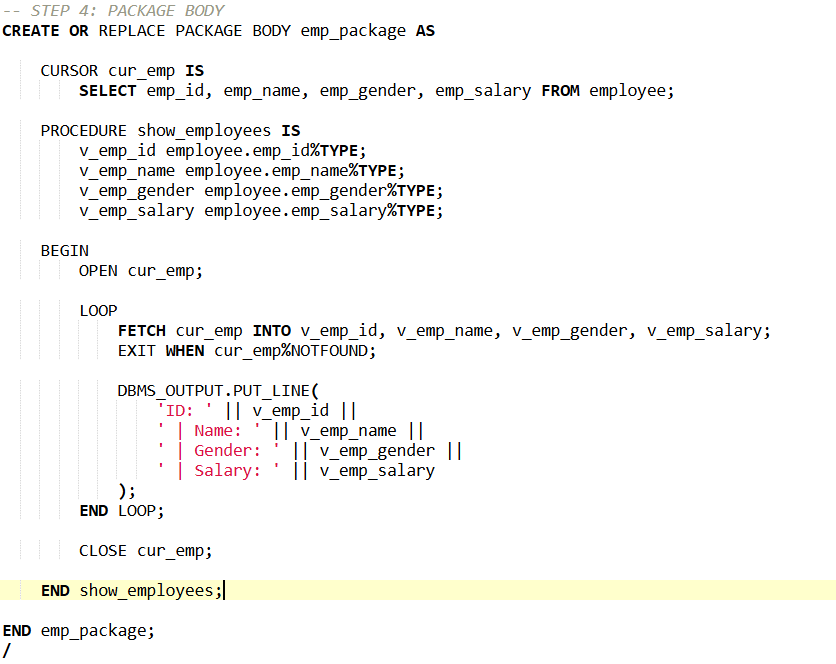 -- STEP 4: PACKAGE BODY
CREATE OR REPLACE PACKAGE BODY emp_package AS
CURSOR cur_emp IS
SELECT emp_id, emp_name, emp_gender, emp_salary FROM employee;
PROCEDURE show_employees IS
v_emp_id employee.emp_id%TYPE;
v_emp_name employee.emp_name%TYPE;
v_emp_gender employee.emp_gender%TYPE;
v_emp_salary employee.emp_salary%TYPE;
BEGIN
OPEN cur_emp;
LOOP
FETCH cur_emp INTO v_emp_id, v_emp_name, v_emp_gender, v_emp_salary;
EXIT WHEN cur_emp%NOTFOUND;
DBMS_OUTPUT.PUT_LINE(
'ID: ' || v_emp_id ||
' | Name: ' || v_emp_name ||
' | Gender: ' || v_emp_gender ||
' | Salary: ' || v_emp_salary
);
END LOOP;
CLOSE cur_emp;
END show_employees;
END emp_package;
/